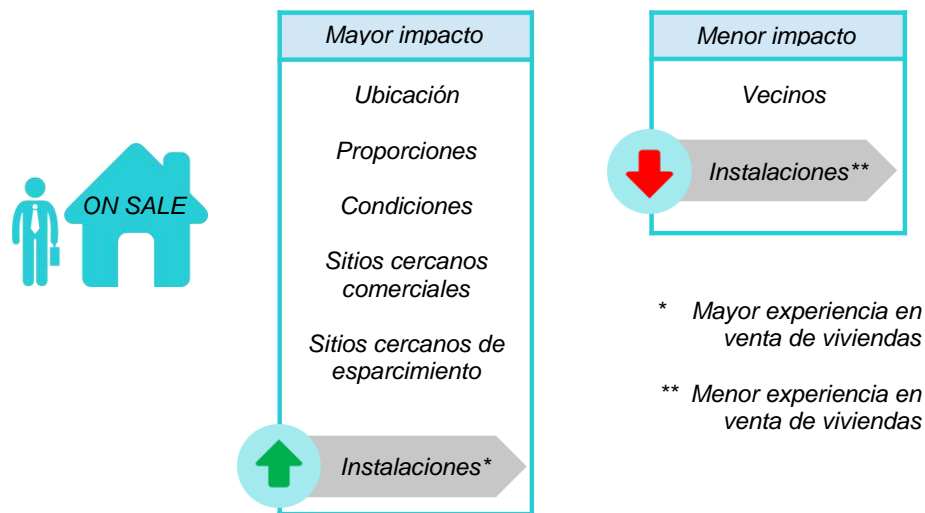 ON SALE
Mayor impacto
Ubicación
Proporciones
Condiciones
Sitios cercanos
comerciales
Sitios cercanos de
esparcimiento
Instalaciones*
Menor impacto
Vecinos
Instalaciones**
* Mayor experiencia en
venta de viviendas
** Menor experiencia en
venta de viviendas